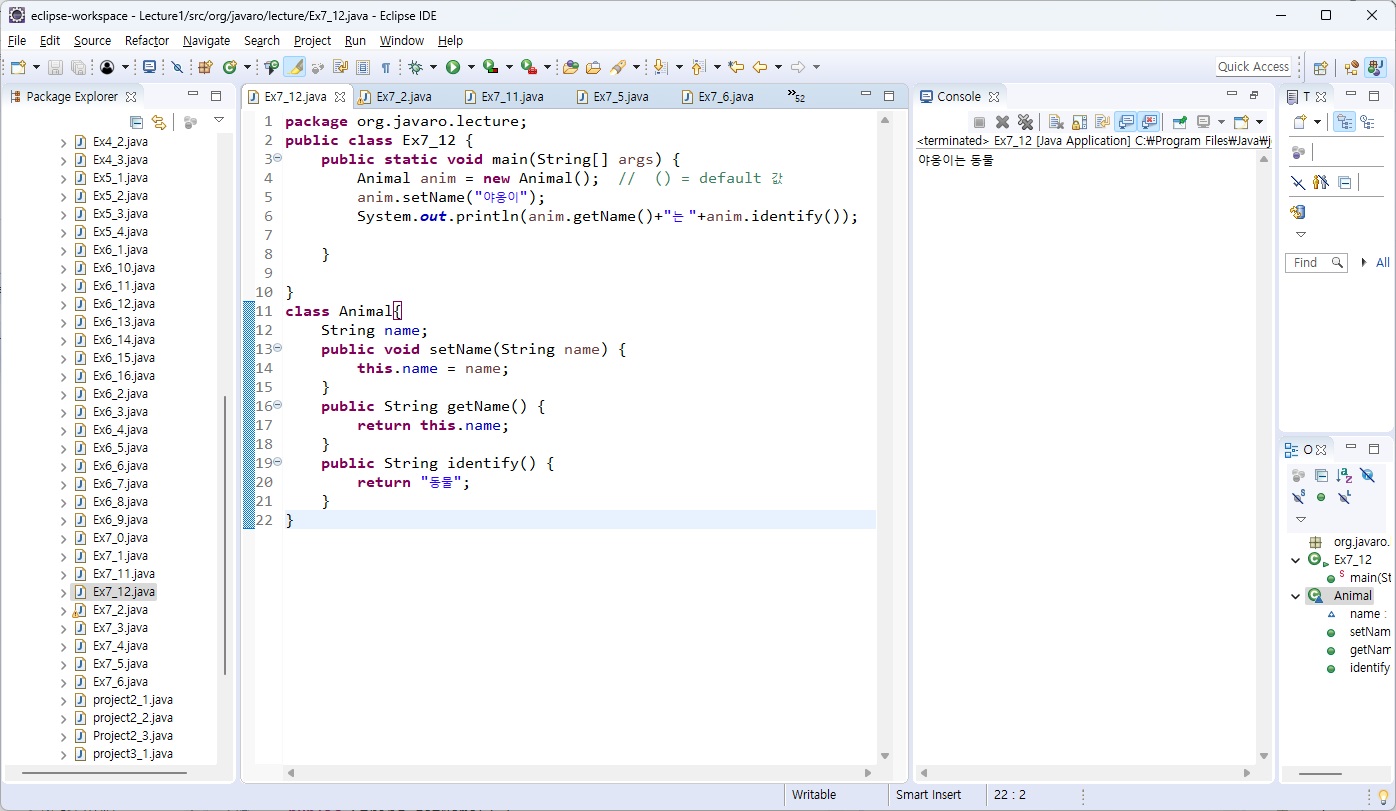 eclipse-workspace - Lecture1/src/org/javaro/lecture/Ex7_12.java - Eclipse IDE
File Edit Source Refactor Navigate Search Project Run Window Help
Quick Access
Package Explorer
Ex4_2.java
Ex4_3.java
Ex5_1.java
Ex5_2.java
Ex5_3.java
Ex5_4.java
Ex6_1.java
Ex6_10.java
Ex6_11.java
Ex6_12.java
Ex6_13.java
Ex6_14.java
Ex6_15.java
Ex6_16.java
Ex6_2.java
Ex6_3.java
Ex6_4.java
Ex6_5.java
Ex6_6.java
Ex6_7.java
Ex6_8.java
Ex6_9.java
Ex7_0.java
Ex7_1.java
Ex7_11.java
Ex7_12.java
Ex7_2.java
Ex7_3.java
Ex7_4.java
Ex7_5.java
Ex7_6.java
project2_1.java
project2_2.java
Project2_3.java
project3_1.java
Ex7_12.java Ex7_2.java Ex7_11.java Ex7_5.java Ex7_6.java »52
1 package org.javaro.lecture;
2 public class Ex7_12 {
3 public static void main(String[] args) {
4 Animal anim = new Animal(); // () = default 값
5 anim.setName("야옹이");
6 System.out.println(anim.getName()+"는 "+anim.identify());
7
8 }
9
10 }
11 class Animal{
12 String name;
13 public void setName(String name) {
14 this.name = name;
15 }
16 public String getName() {
17 return this.name;
18 }
19 public String identify() {
20 return "동물";
21 }
22 }
Console
<terminated> Ex7_12 [Java Application] C:₩Program Files₩Java₩j
야옹이는 동물
T
Find All
O
org.javaro.
Ex7_12
main(St
Animal
name :
setNam
getNam
identify
Writable Smart Insert 22 : 2